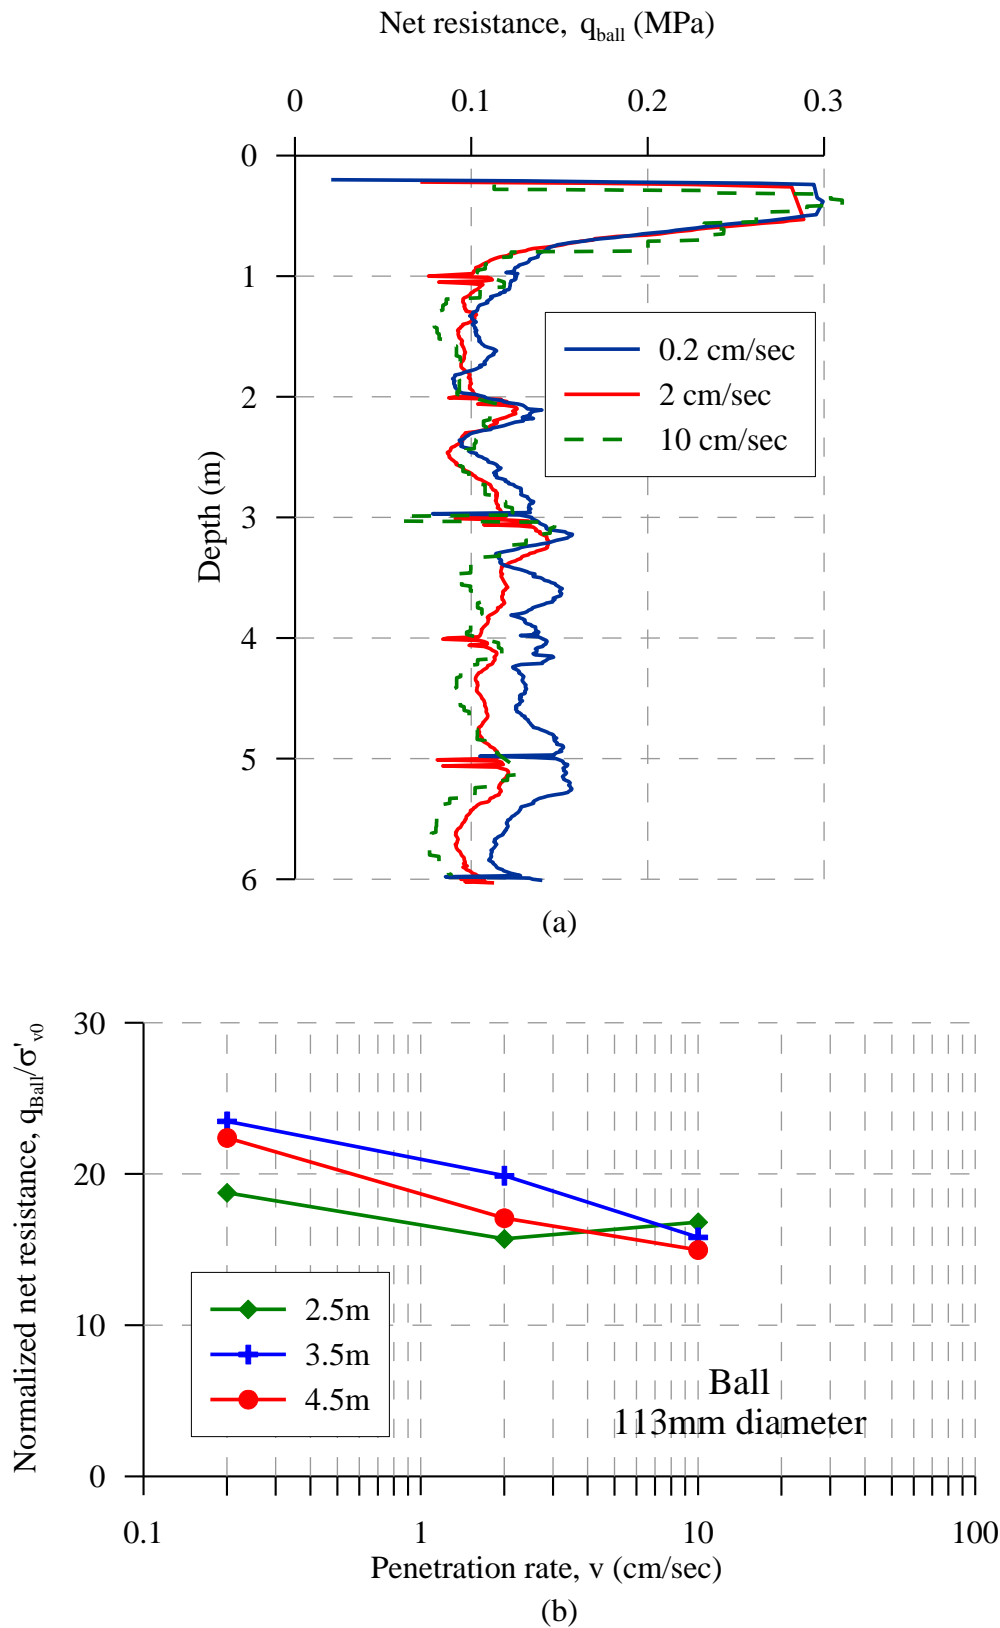 Net resistance, q_ball (MPa)
0 0.1 0.2 0.3
0
1
2
3
4
5
6
Depth (m)
0.2 cm/sec
2 cm/sec
10 cm/sec
(a)
Normalized net resistance, q_Ball/σ'_v0
30
20
10
0
2.5m
3.5m
4.5m
Ball
113mm diameter
0.1 1 10 100
Penetration rate, v (cm/sec)
(b)